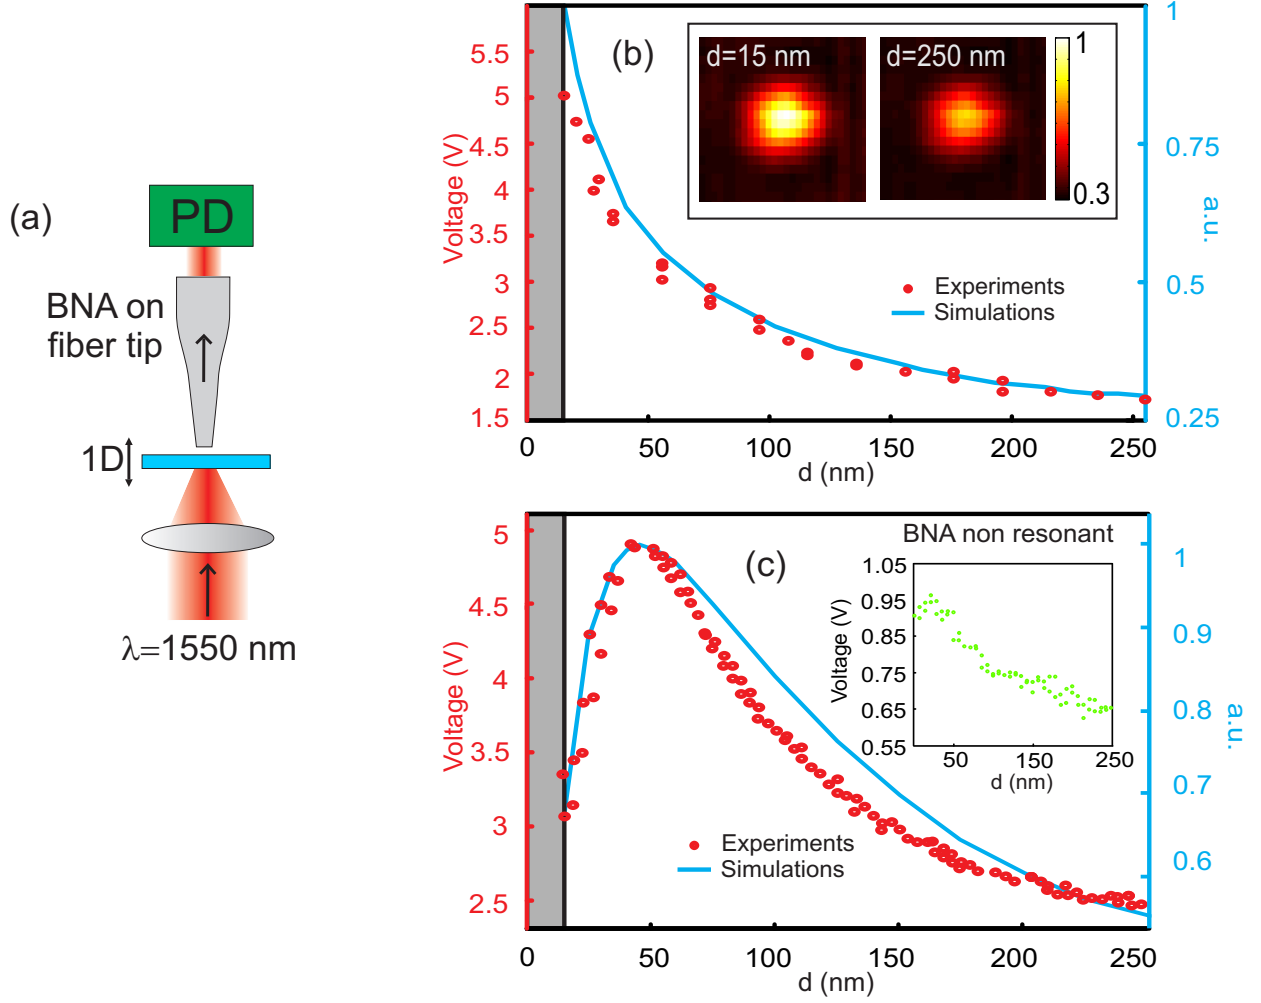 (a)
PD
BNA on
fiber tip
1D
λ=1550 nm
(b)
d=15 nm
d=250 nm
1
0.3
Voltage (V)
5.5
5
4.5
4
3.5
3
2.5
2
1.5
1
0.75
0.5
0.25
a.u.
Experiments
Simulations
0
50
100
150
200
250
d (nm)
(c)
BNA non resonant
Voltage (V)
1.05
0.95
0.85
0.75
0.65
0.55
50
150
250
d (nm)
Voltage (V)
5
4.5
4
3.5
3
2.5
1
0.9
0.8
0.7
0.6
a.u.
Experiments
Simulations
0
50
100
150
200
250
d (nm)